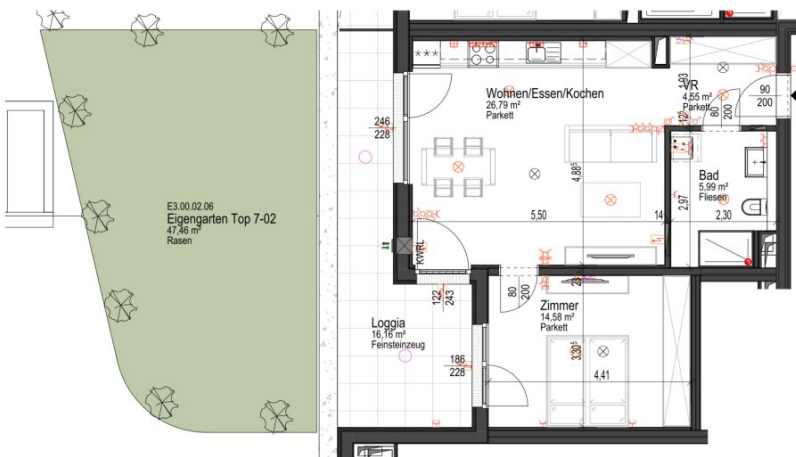 E3.00.02.06
Eigengarten Top 7-02
47,46 m²
Rasen
246
228
Wohnen/Essen/Kochen
26,79 m²
Parkett
***
4,88⁵
5,50
14
KWRL
VR
4,55 m²
Parkett
1,93
12⁵
80
200
90
200
Bad
5,99 m²
Fliesen
2,97
2,30
122
243
Loggia
16,16 m²
Feinsteinzeug
186
228
80
200
Zimmer
14,58 m²
Parkett
3,30⁵
4,41